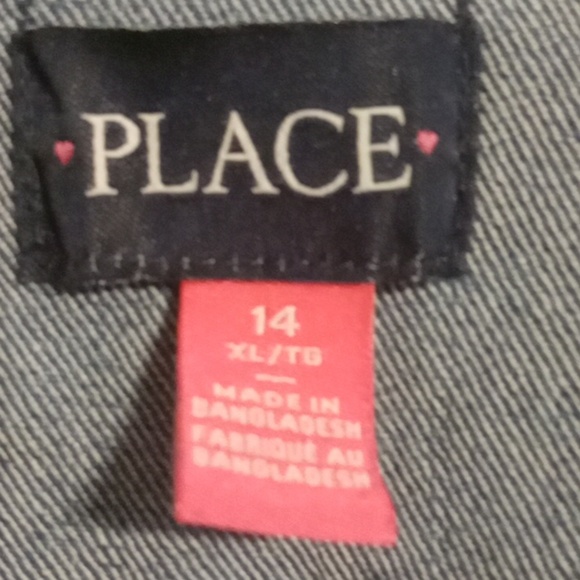 PLACE
14
XL/TG
MADE IN
BANGLADESH
FABRIQUÉ AU
BANGLADESH